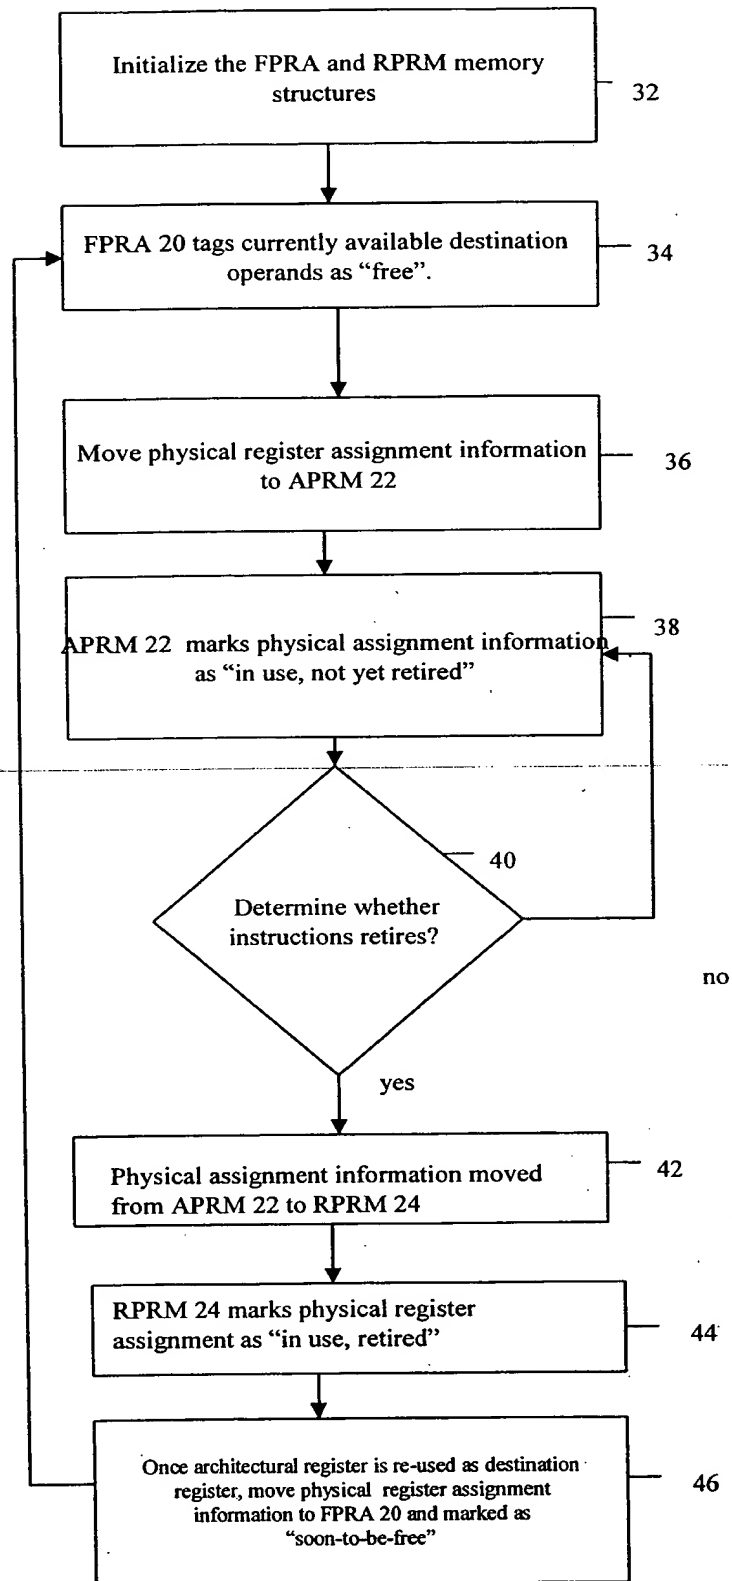 Initialize the FPRA and RPRM memory
structures
32
FPRA 20 tags currently available destination
operands as “free”.
34
Move physical register assignment information
to APRM 22
36
APRM 22 marks physical assignment information
as “in use, not yet retired”
38
40
Determine whether
instructions retires?
no
yes
Physical assignment information moved
from APRM 22 to RPRM 24
42
RPRM 24 marks physical register
assignment as “in use, retired”
44
Once architectural register is re-used as destination
register, move physical register assignment
information to FPRA 20 and marked as
“soon-to-be-free”
46